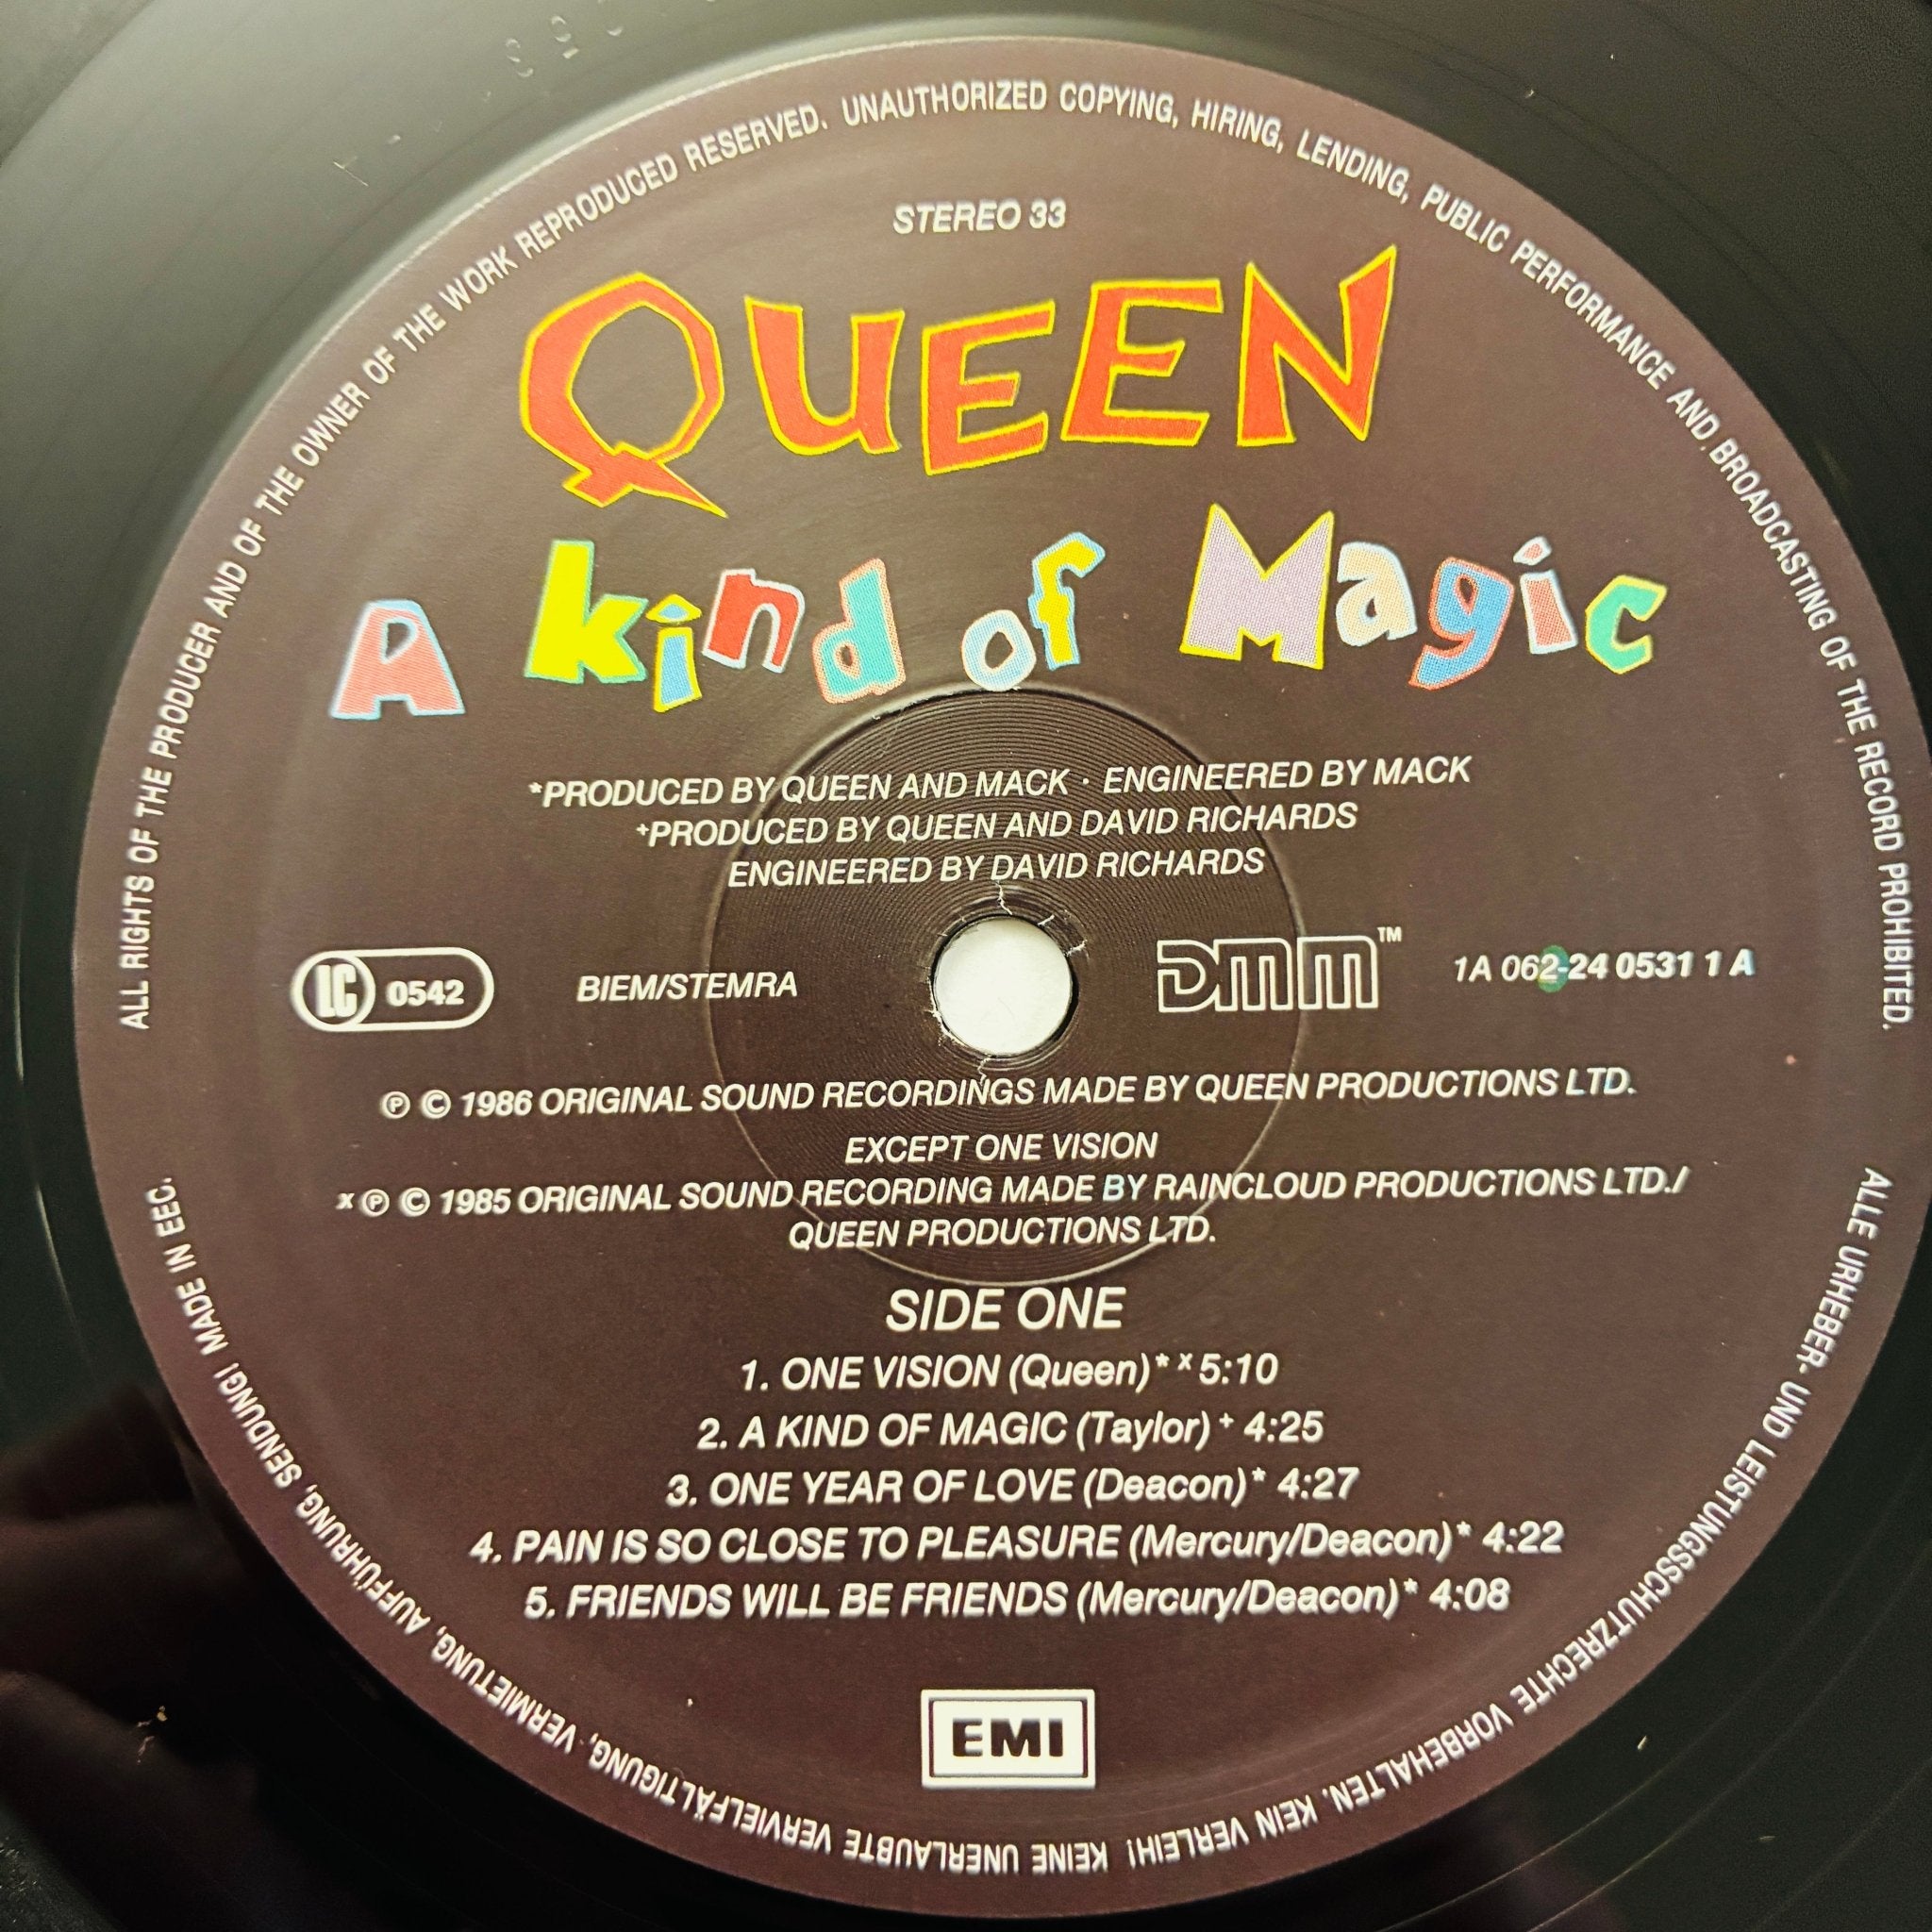 ALL RIGHTS OF THE PRODUCER AND OF THE OWNER OF THE WORK REPRODUCED RESERVED. UNAUTHORIZED COPYING, HIRING, LENDING, PUBLIC PERFORMANCE AND BROADCASTING OF THE RECORD PROHIBITED.
STEREO 33
QUEEN
A kind of Magic
*PRODUCED BY QUEEN AND MACK · ENGINEERED BY MACK
+PRODUCED BY QUEEN AND DAVID RICHARDS
ENGINEERED BY DAVID RICHARDS
LC 0542
BIEM/STEMRA
DMM™
1A 062-24 0531 1 A
℗ © 1986 ORIGINAL SOUND RECORDINGS MADE BY QUEEN PRODUCTIONS LTD.
EXCEPT ONE VISION
x ℗ © 1985 ORIGINAL SOUND RECORDING MADE BY RAINCLOUD PRODUCTIONS LTD./
QUEEN PRODUCTIONS LTD.
SIDE ONE
1. ONE VISION (Queen)* x 5:10
2. A KIND OF MAGIC (Taylor) + 4:25
3. ONE YEAR OF LOVE (Deacon)* 4:27
4. PAIN IS SO CLOSE TO PLEASURE (Mercury/Deacon)* 4:22
5. FRIENDS WILL BE FRIENDS (Mercury/Deacon)* 4:08
EMI
ALLE URHEBER- UND LEISTUNGSSCHUTZRECHTE VORBEHALTEN. KEIN VERLEIH! KEINE UNERLAUBTE VERVIELFÄLTIGUNG, VERMIETUNG, AUFFÜHRUNG, SENDUNG! MADE IN EEC.